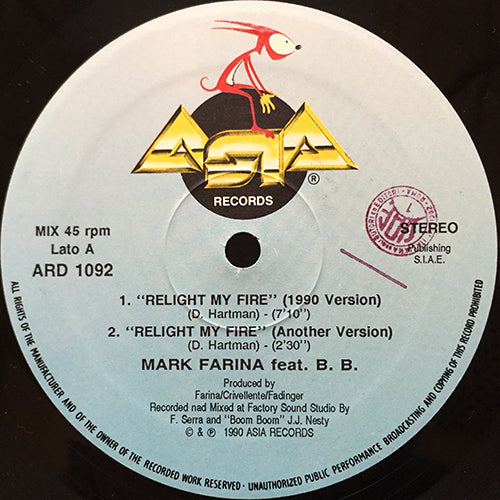 ASIA
®
RECORDS
MIX 45 rpm
Lato A
ARD 1092
STEREO
Publishing
S.I.A.E.
1. “RELIGHT MY FIRE” (1990 Version)
(D. Hartman) - (7'10”)
2. “RELIGHT MY FIRE” (Another Version)
(D. Hartman) - (2'30”)
MARK FARINA feat. B. B.
Produced by
Farina/Crivellente/Fadinger
Recorded nad Mixed at Factory Sound Studio By
F. Serra and “Boom Boom” J.J. Nesty
© & ℗ 1990 ASIA RECORDS
ALL RIGHTS OF THE MANUFACTURER AND OF THE OWNER OF THE RECORDED WORK RESERVED · UNAUTHORIZED PUBLIC PERFORMANCE BROADCASTING AND COPYING OF THIS RECORD PROHIBITED